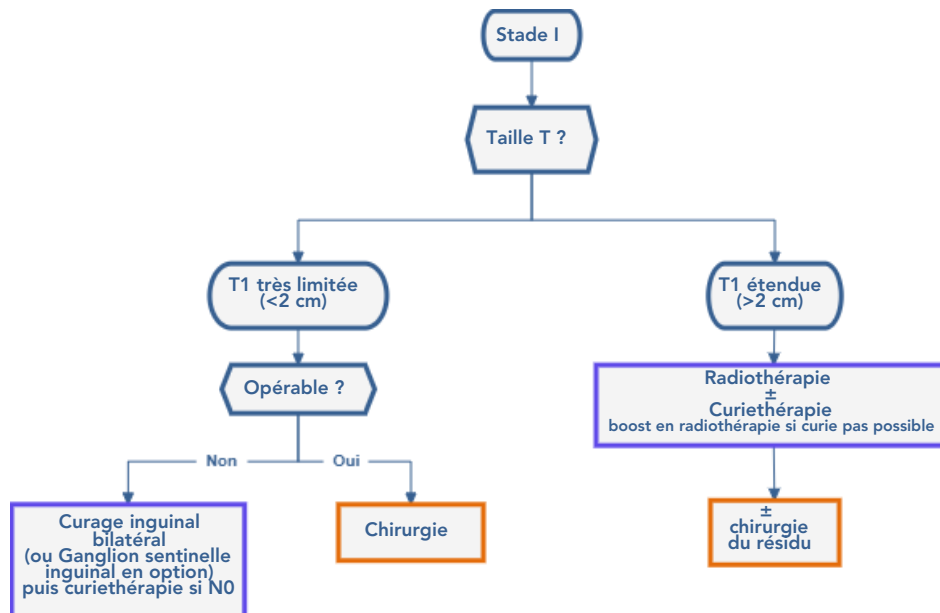 Stade I
Taille T ?
T1 très limitée
(<2 cm)
T1 étendue
(>2 cm)
Opérable ?
Radiothérapie
±
Curiethérapie
boost en radiothérapie si curie pas possible
Non
Oui
Curage inguinal
bilatéral
(ou Ganglion sentinelle
inguinal en option)
puis curiethérapie si N0
Chirurgie
±
chirurgie
du résidu